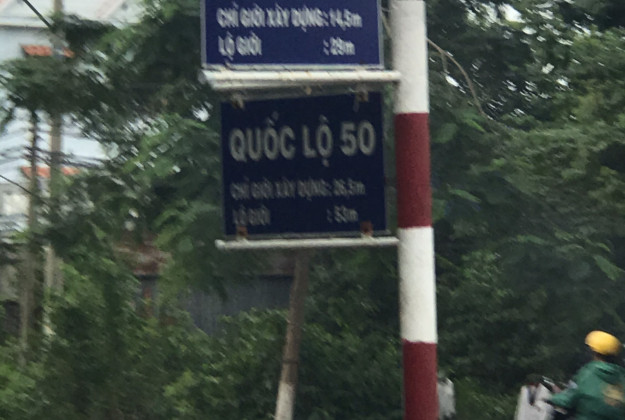 CHỈ GIỚI XÂY DỰNG: 14,5m
LỘ GIỚI : 29m
QUỐC LỘ 50
CHỈ GIỚI XÂY DỰNG: 26,5m
LỘ GIỚI : 53m